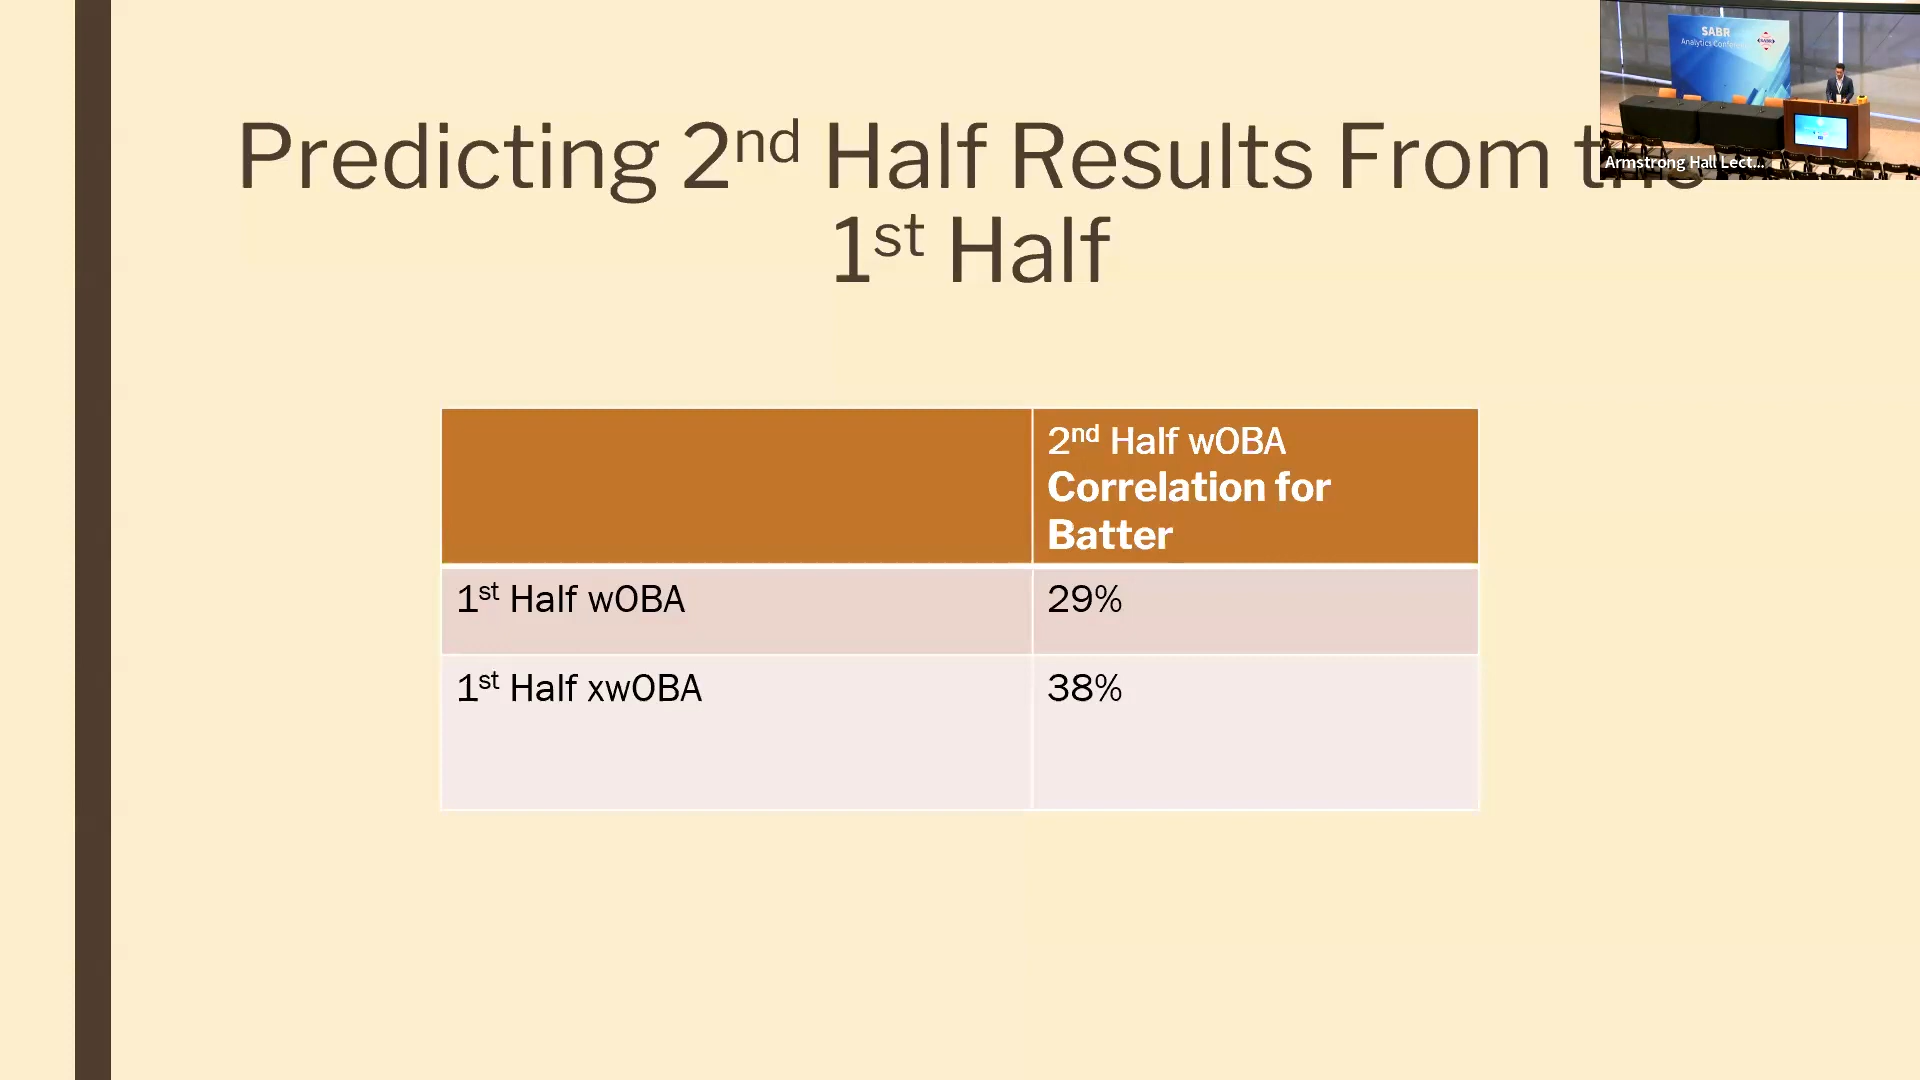 Predicting 2nd Half Results From the
1st Half
SABR
Analytics
Armstrong Hall Lect...
2nd Half wOBA
Correlation for
Batter
1st Half wOBA
29%
1st Half xwOBA
38%